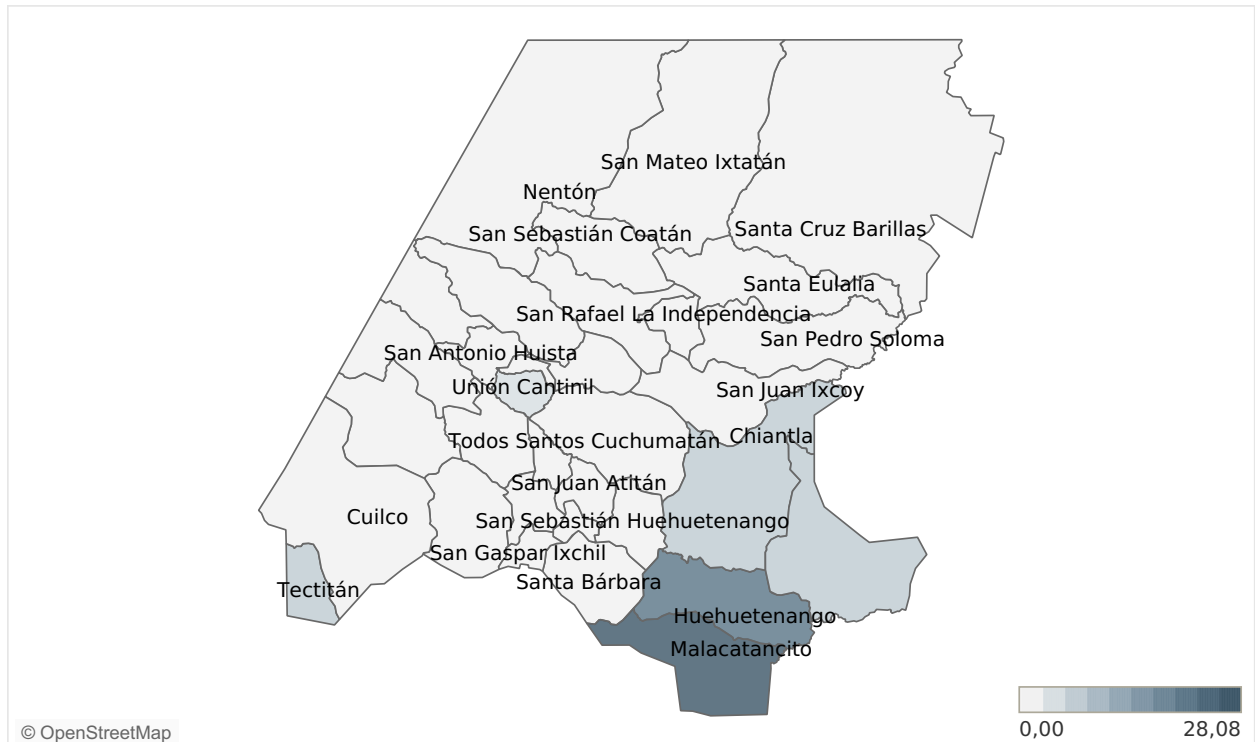 San Mateo Ixtatán
Nentón
San Sebastián Coatán
Santa Cruz Barillas
Santa Eulalia
San Rafael La Independencia
San Pedro Soloma
San Antonio Huista
Unión Cantinil
San Juan Ixcoy
Chiantla
Todos Santos Cuchumatán
San Juan Atitán
Cuilco
San Sebastián Huehuetenango
San Gaspar Ixchil
Santa Bárbara
Tectitán
Huehuetenango
Malacatancito
© OpenStreetMap
0,00 28,08